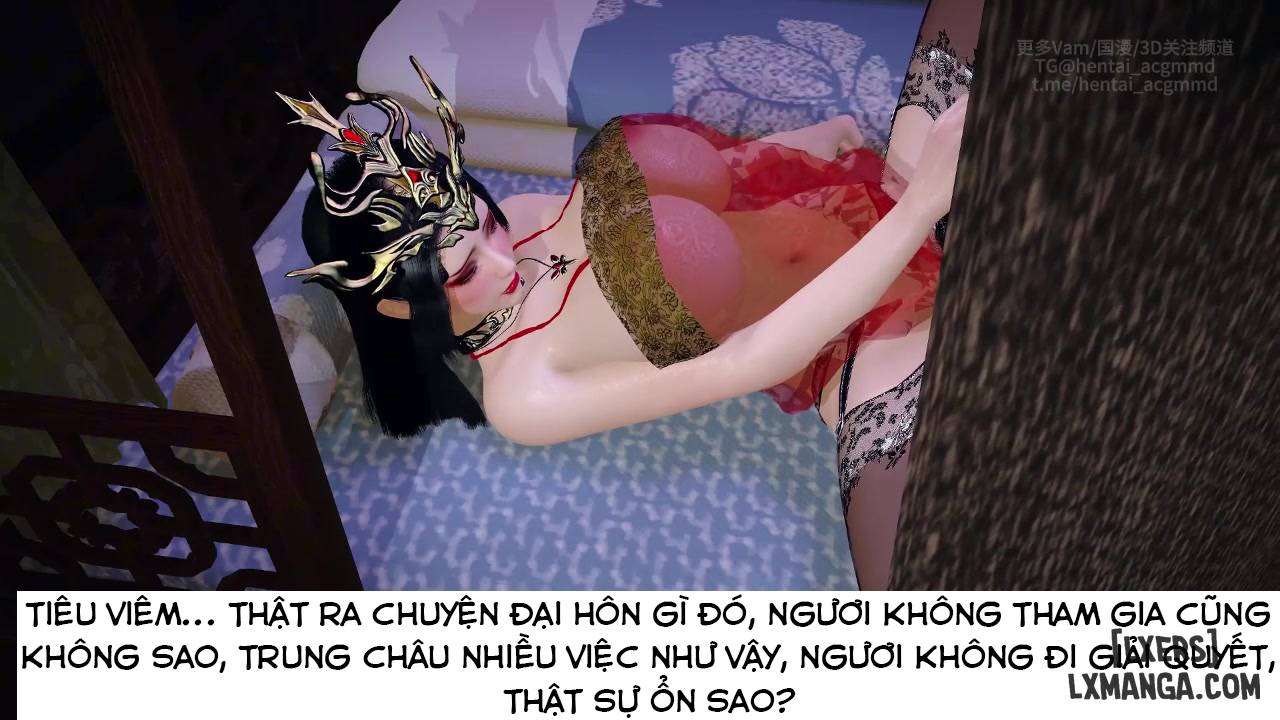 更多Vam/国漫/3D关注频道
TG@hentai_acgmmd
t.me/hentai_acgmmd
TIÊU VIÊM... THẬT RA CHUYỆN ĐẠI HÔN GÌ ĐÓ, NGƯƠI KHÔNG THAM GIA CŨNG
KHÔNG SAO, TRUNG CHÂU NHIỀU VIỆC NHƯ VẬY, NGƯƠI KHÔNG ĐI GIẢI QUYẾT,
THẬT SỰ ỔN SAO?
[LXERS]
LXMANGA.COM